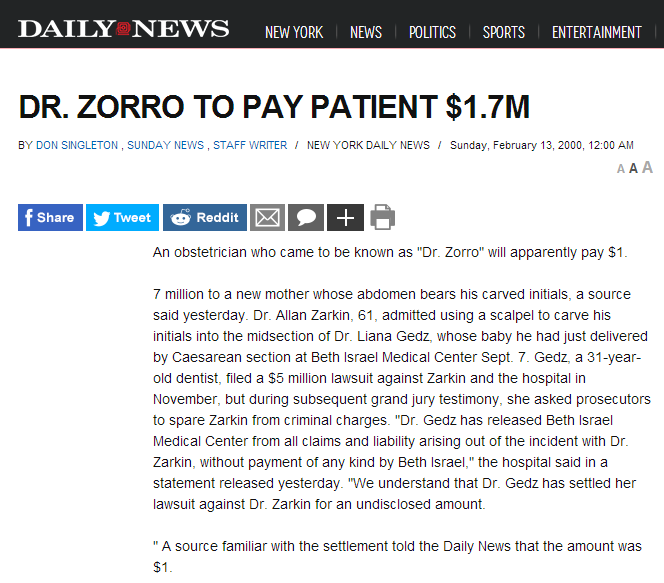 DAILY NEWS
NEW YORK NEWS POLITICS SPORTS ENTERTAINMENT
DR. ZORRO TO PAY PATIENT $1.7M
BY DON SINGLETON , SUNDAY NEWS , STAFF WRITER / NEW YORK DAILY NEWS / Sunday, February 13, 2000, 12:00 AM
A A A
f Share Tweet Reddit
An obstetrician who came to be known as "Dr. Zorro" will apparently pay $1.
7 million to a new mother whose abdomen bears his carved initials, a source
said yesterday. Dr. Allan Zarkin, 61, admitted using a scalpel to carve his
initials into the midsection of Dr. Liana Gedz, whose baby he had just delivered
by Caesarean section at Beth Israel Medical Center Sept. 7. Gedz, a 31-year-
old dentist, filed a $5 million lawsuit against Zarkin and the hospital in
November, but during subsequent grand jury testimony, she asked prosecutors
to spare Zarkin from criminal charges. "Dr. Gedz has released Beth Israel
Medical Center from all claims and liability arising out of the incident with Dr.
Zarkin, without payment of any kind by Beth Israel," the hospital said in a
statement released yesterday. "We understand that Dr. Gedz has settled her
lawsuit against Dr. Zarkin for an undisclosed amount.
" A source familiar with the settlement told the Daily News that the amount was
$1.